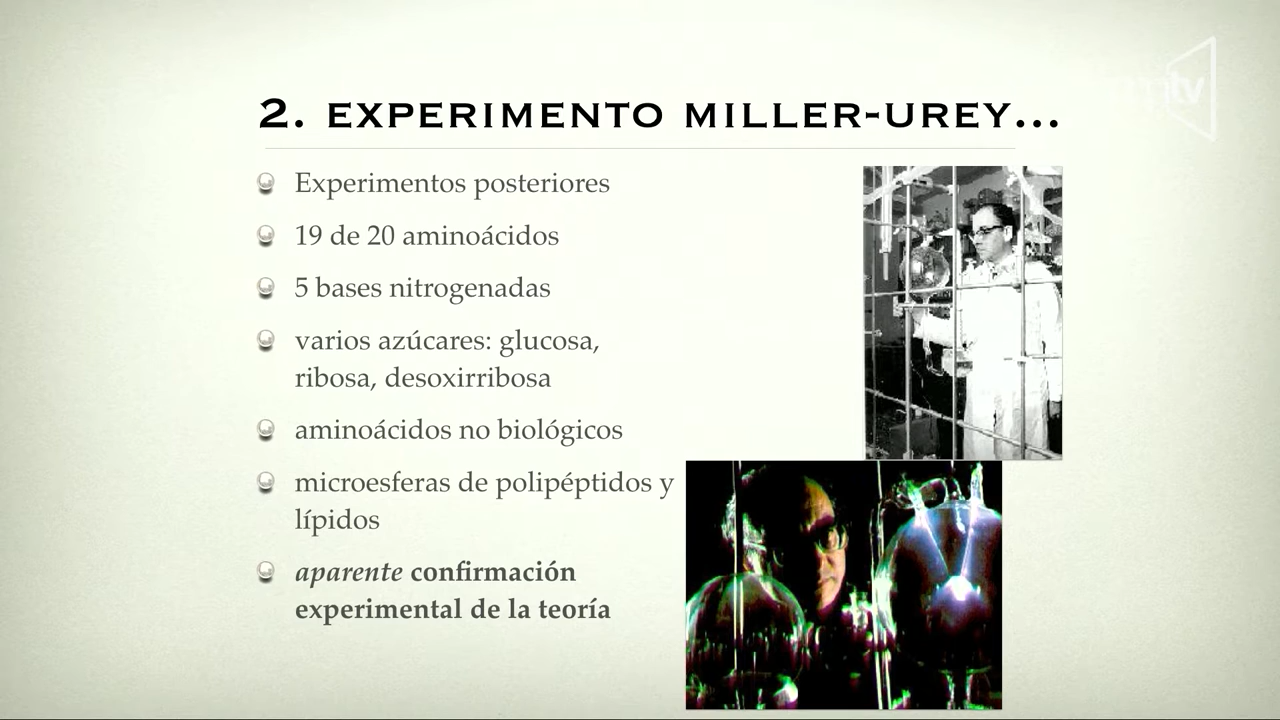 2. EXPERIMENTO MILLER-UREY...
Experimentos posteriores
19 de 20 aminoácidos
5 bases nitrogenadas
varios azúcares: glucosa,
ribosa, desoxirribosa
aminoácidos no biológicos
microesferas de polipéptidos y
lípidos
aparente confirmación
experimental de la teoría
tv